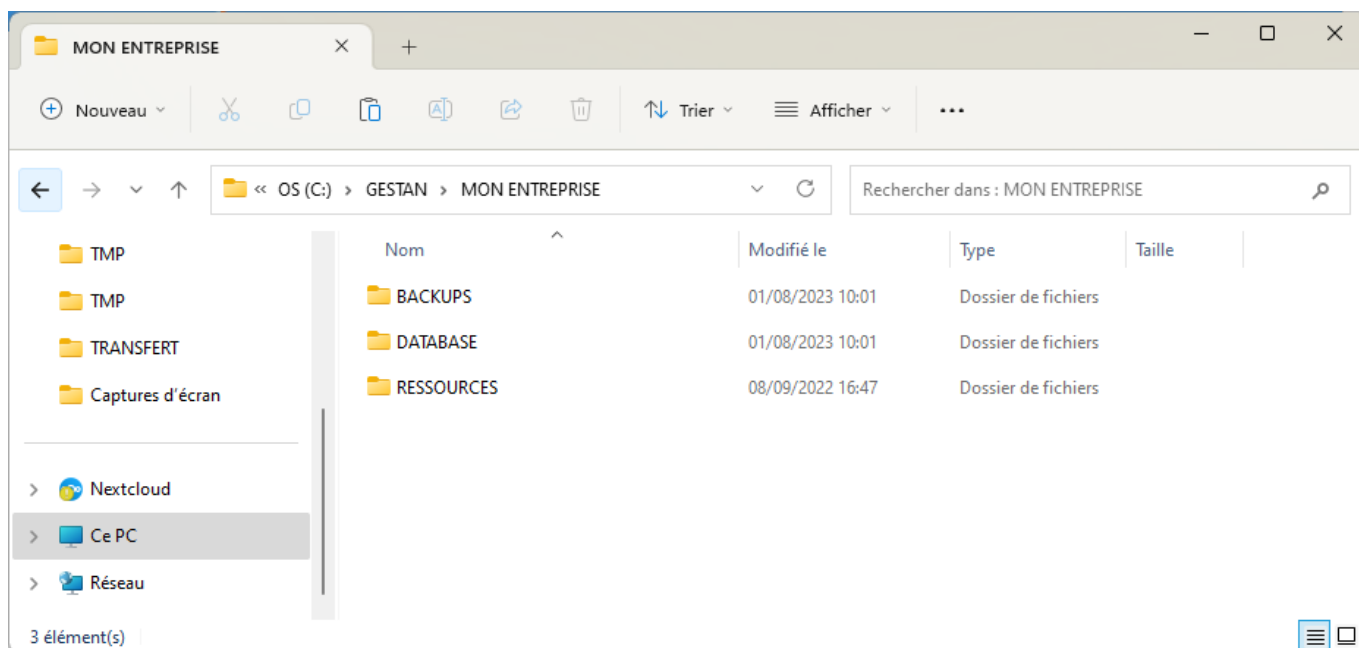 MON ENTREPRISE
Nouveau
Trier
Afficher
« OS (C:) > GESTAN > MON ENTREPRISE
Rechercher dans : MON ENTREPRISE
Nom Modifié le Type Taille
TMP
TMP
TRANSFERT
Captures d'écran
Nextcloud
Ce PC
Réseau
BACKUPS 01/08/2023 10:01 Dossier de fichiers
DATABASE 01/08/2023 10:01 Dossier de fichiers
RESSOURCES 08/09/2022 16:47 Dossier de fichiers
3 élément(s)